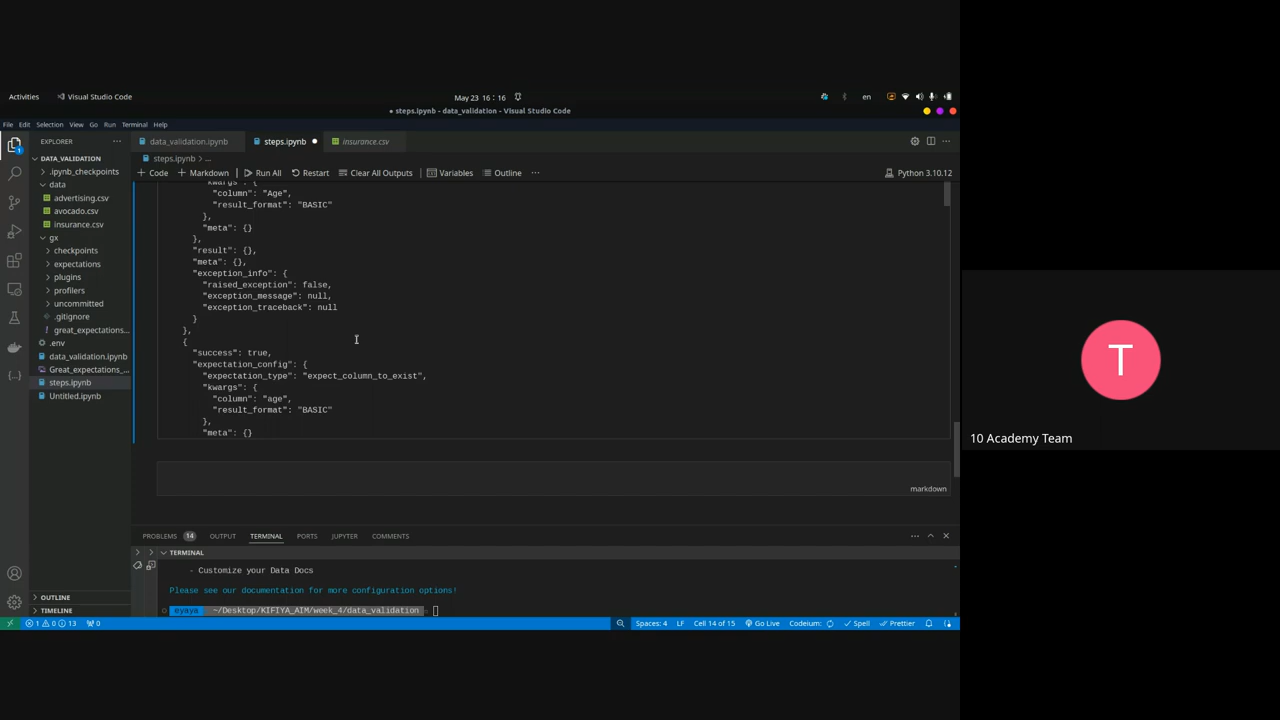 Activities Visual Studio Code May 23 16:16 en
● steps.ipynb - data_validation - Visual Studio Code
File Edit Selection View Go Run Terminal Help
EXPLORER ··· data_validation.ipynb steps.ipynb ● insurance.csv
DATA_VALIDATION
.ipynb_checkpoints
data
advertising.csv
avocado.csv
insurance.csv
gx
checkpoints
expectations
plugins
profilers
uncommitted
.gitignore
great_expectations...
.env
data_validation.ipynb
Great_expectations_...
steps.ipynb
Untitled.ipynb
OUTLINE
TIMELINE
steps.ipynb > ...
+ Code + Markdown Run All Restart Clear All Outputs Variables Outline ··· Python 3.10.12
"kwargs": {
"column": "Age",
"result_format": "BASIC"
},
"meta": {}
},
"result": {},
"meta": {},
"exception_info": {
"raised_exception": false,
"exception_message": null,
"exception_traceback": null
}
},
{
"success": true,
"expectation_config": {
"expectation_type": "expect_column_to_exist",
"kwargs": {
"column": "age",
"result_format": "BASIC"
},
"meta": {}
markdown
PROBLEMS 14 OUTPUT TERMINAL PORTS JUPYTER COMMENTS
TERMINAL
- Customize your Data Docs
Please see our documentation for more configuration options!
eyaya ~/Desktop/KIFIYA_AIM/week_4/data_validation
1 0 13 0 Spaces: 4 LF Cell 14 of 15 Go Live Codeium: Spell Prettier
T
10 Academy Team